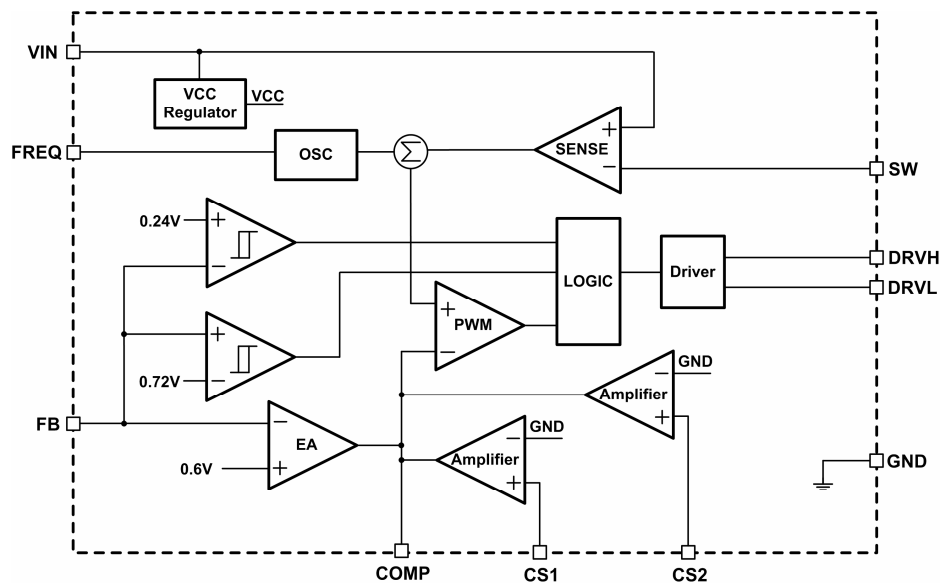 VIN
VCC
Regulator
VCC
FREQ
OSC
Σ
+
SENSE
−
SW
0.24V
+
−
LOGIC
Driver
DRVH
DRVL
+
PWM
−
+
0.72V
−
GND
−
Amplifier
+
FB
−
EA
0.6V
+
GND
−
Amplifier
+
GND
COMP
CS1
CS2